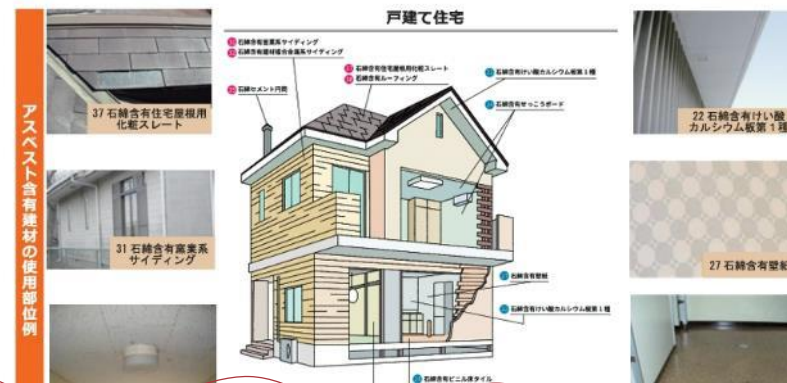 戸建て住宅
アスベスト含有建材の使用部位例
37 石綿含有住宅屋根用
化粧スレート
31 石綿含有窯業系
サイディング
31 石綿含有窯業系サイディング
32 石綿含有建材複合金属系サイディング
37 石綿含有住宅屋根用化粧スレート
石綿含有ルーフィング
石綿セメント円筒
石綿含有けい酸カルシウム板第１種
石綿含有せっこうボード
石綿含有壁紙
石綿含有けい酸カルシウム板第１種
石綿含有ビニル床タイル
22 石綿含有けい酸
カルシウム板第１種
27 石綿含有壁紙